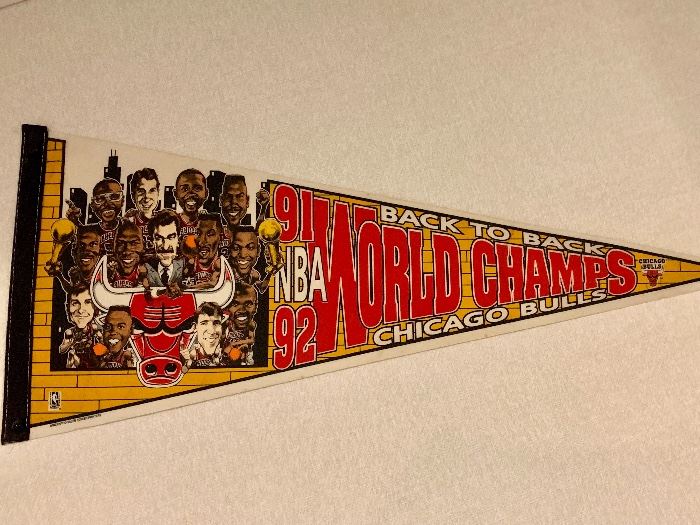 91
NBA
92
BACK TO BACK
WORLD CHAMPS
CHICAGO BULLS
CHICAGO
BULLS